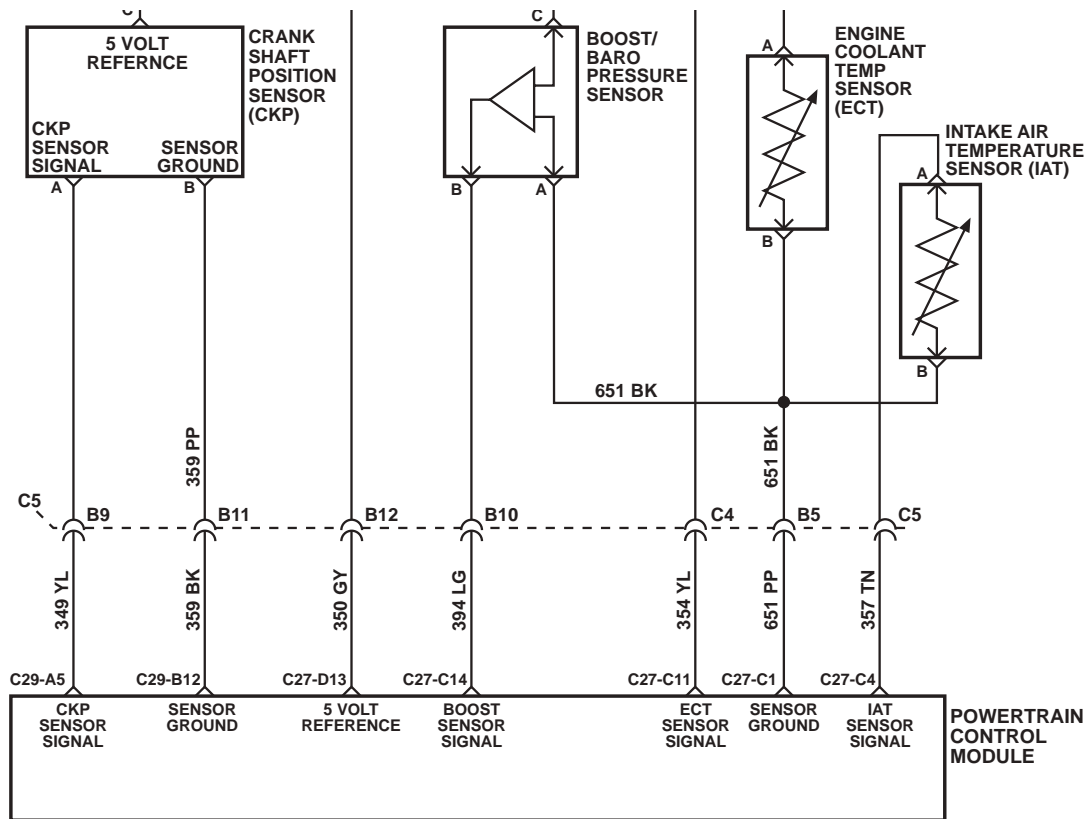 C
5 VOLT
REFERNCE
CRANK
SHAFT
POSITION
SENSOR
(CKP)
CKP
SENSOR
SIGNAL
SENSOR
GROUND
A
B
C
BOOST/
BARO
PRESSURE
SENSOR
B
A
A
ENGINE
COOLANT
TEMP
SENSOR
(ECT)
B
INTAKE AIR
TEMPERATURE
SENSOR (IAT)
A
B
651 BK
359 PP
651 BK
C5
B9
B11
B12
B10
C4
B5
C5
349 YL
359 BK
350 GY
394 LG
354 YL
651 PP
357 TN
C29-A5
C29-B12
C27-D13
C27-C14
C27-C11
C27-C1
C27-C4
CKP
SENSOR
SIGNAL
SENSOR
GROUND
5 VOLT
REFERENCE
BOOST
SENSOR
SIGNAL
ECT
SENSOR
SIGNAL
SENSOR
GROUND
IAT
SENSOR
SIGNAL
POWERTRAIN
CONTROL
MODULE